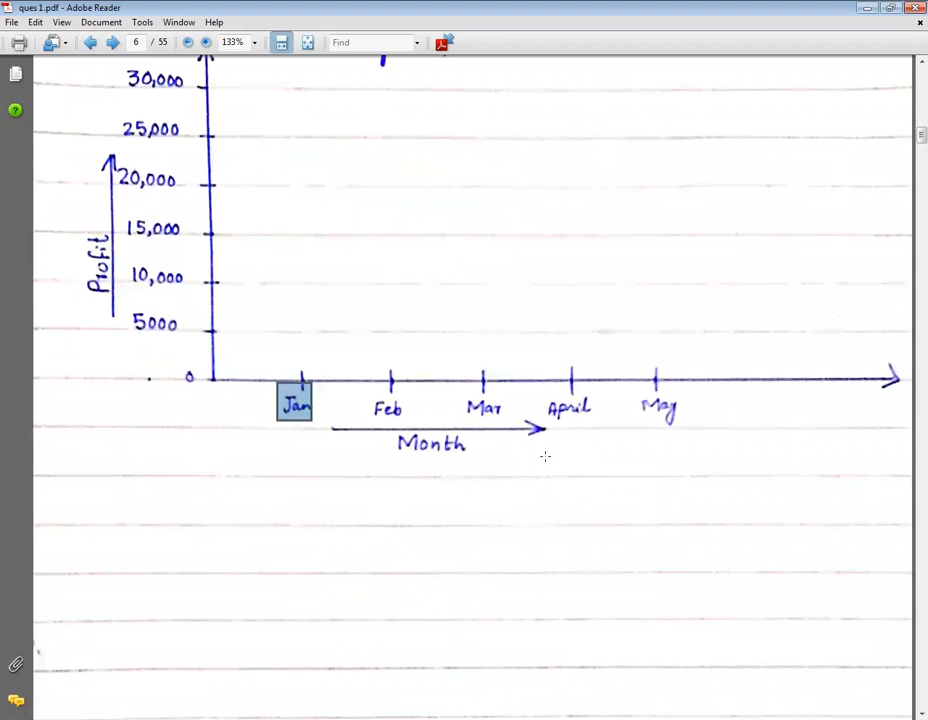 ques 1.pdf - Adobe Reader
File Edit View Document Tools Window Help
6 / 55 133% Find
30,000
25,000
20,000
15,000
Profit
10,000
5000
0
Jan Feb Mar April May
Month